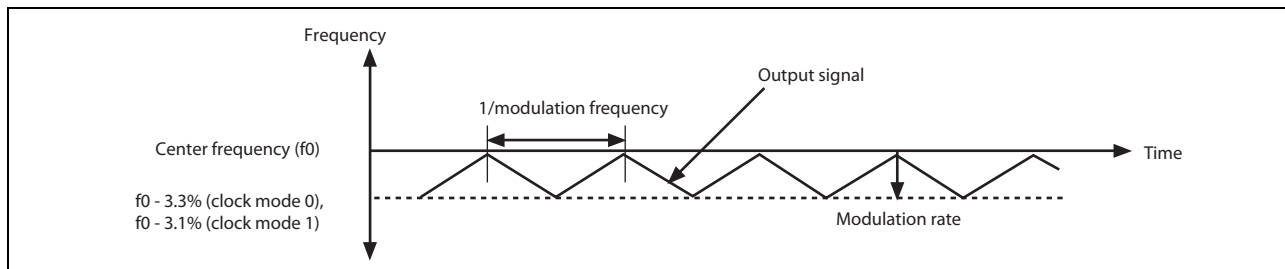 Frequency
Output signal
1/modulation frequency
Center frequency (f0)
Time
f0 - 3.3% (clock mode 0),
f0 - 3.1% (clock mode 1)
Modulation rate